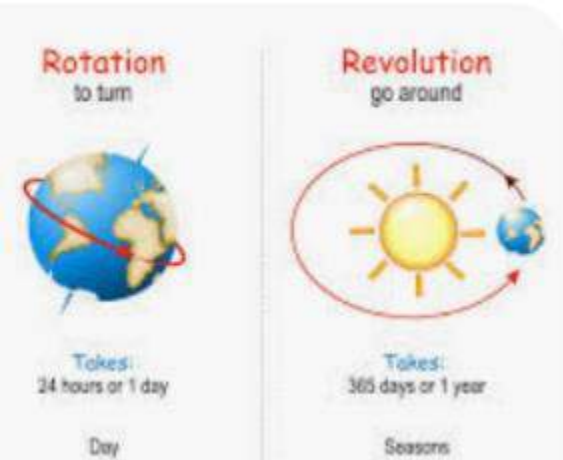 Rotation
to turn
Takes:
24 hours or 1 day
Day
Revolution
go around
Takes:
365 days or 1 year
Seasons